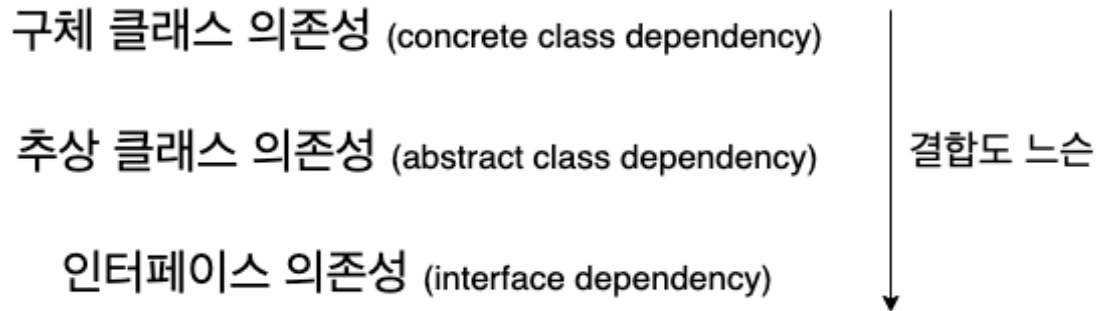 구체 클래스 의존성 (concrete class dependency)
추상 클래스 의존성 (abstract class dependency)
결합도 느슨
인터페이스 의존성 (interface dependency)